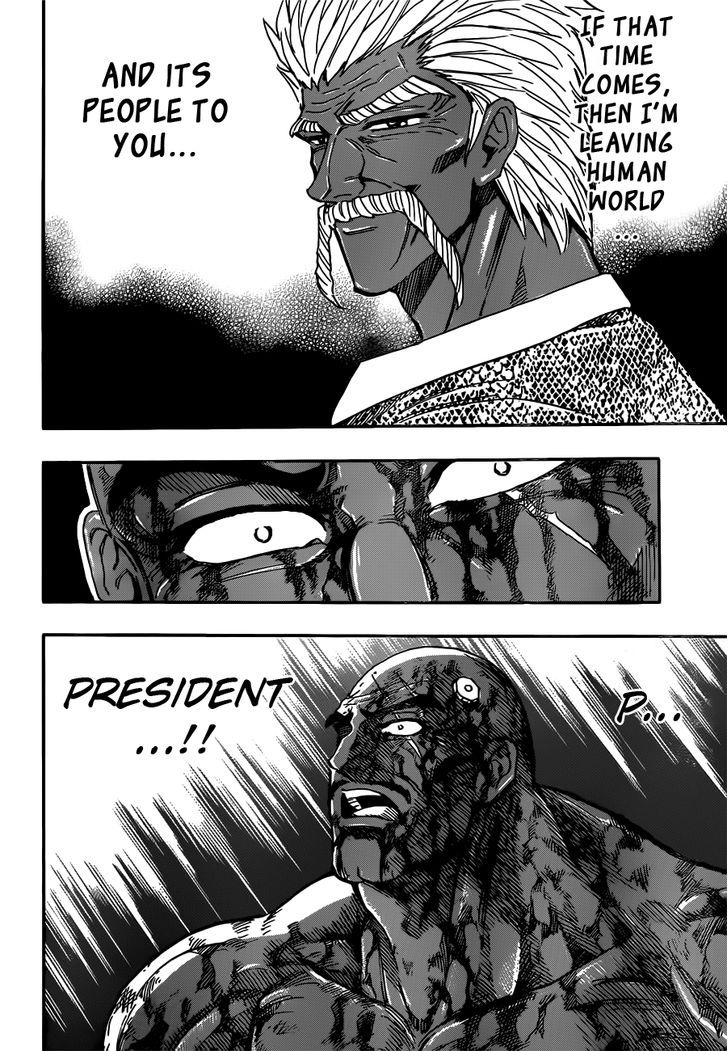 IF THAT
TIME
COMES,
THEN I'M
LEAVING
HUMAN
WORLD
...
AND ITS
PEOPLE TO
YOU...
P...
PRESIDENT
...!!